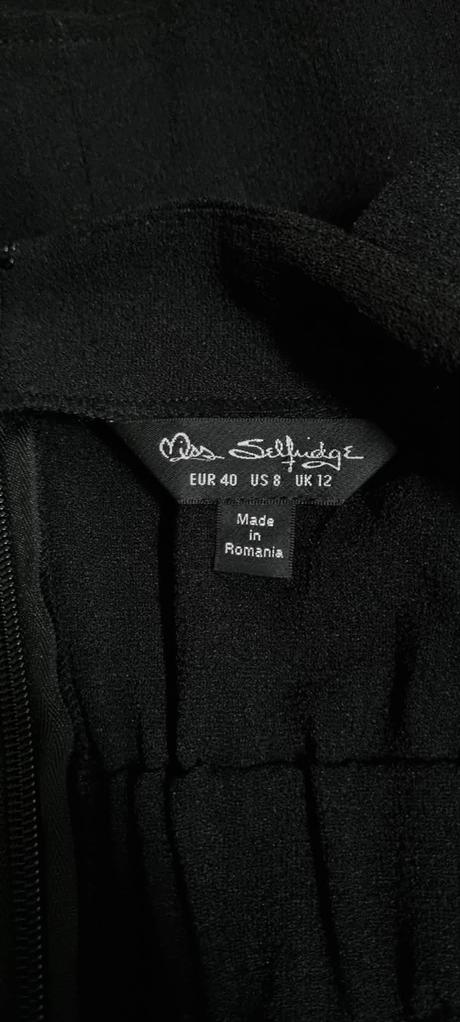 Miss Selfridge
EUR 40 US 8 UK 12
Made
in
Romania